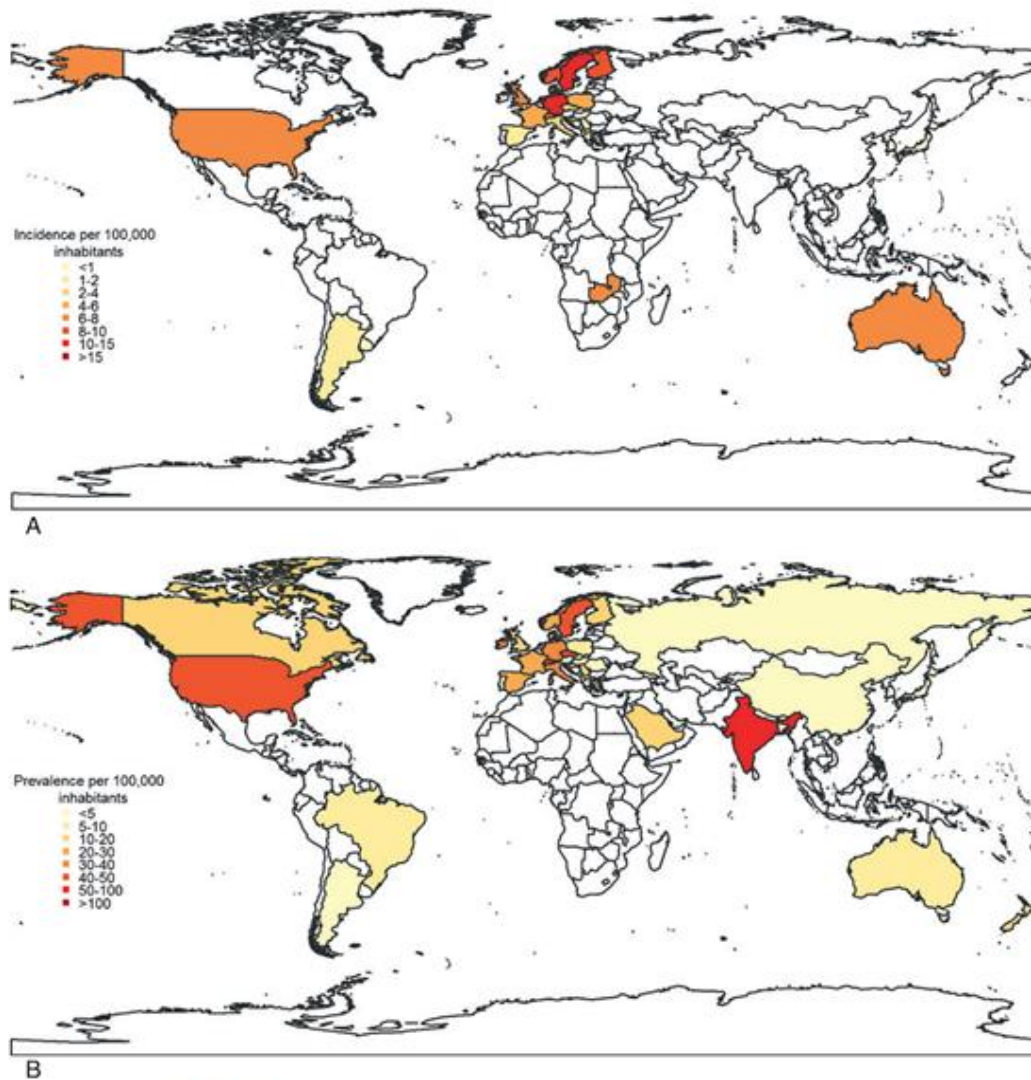 Incidence per 100,000
inhabitants
<1
1-2
2-4
4-6
6-8
8-10
10-15
>15
A
Prevalence per 100,000
inhabitants
<5
5-10
10-20
20-30
30-40
40-50
50-100
>100
B